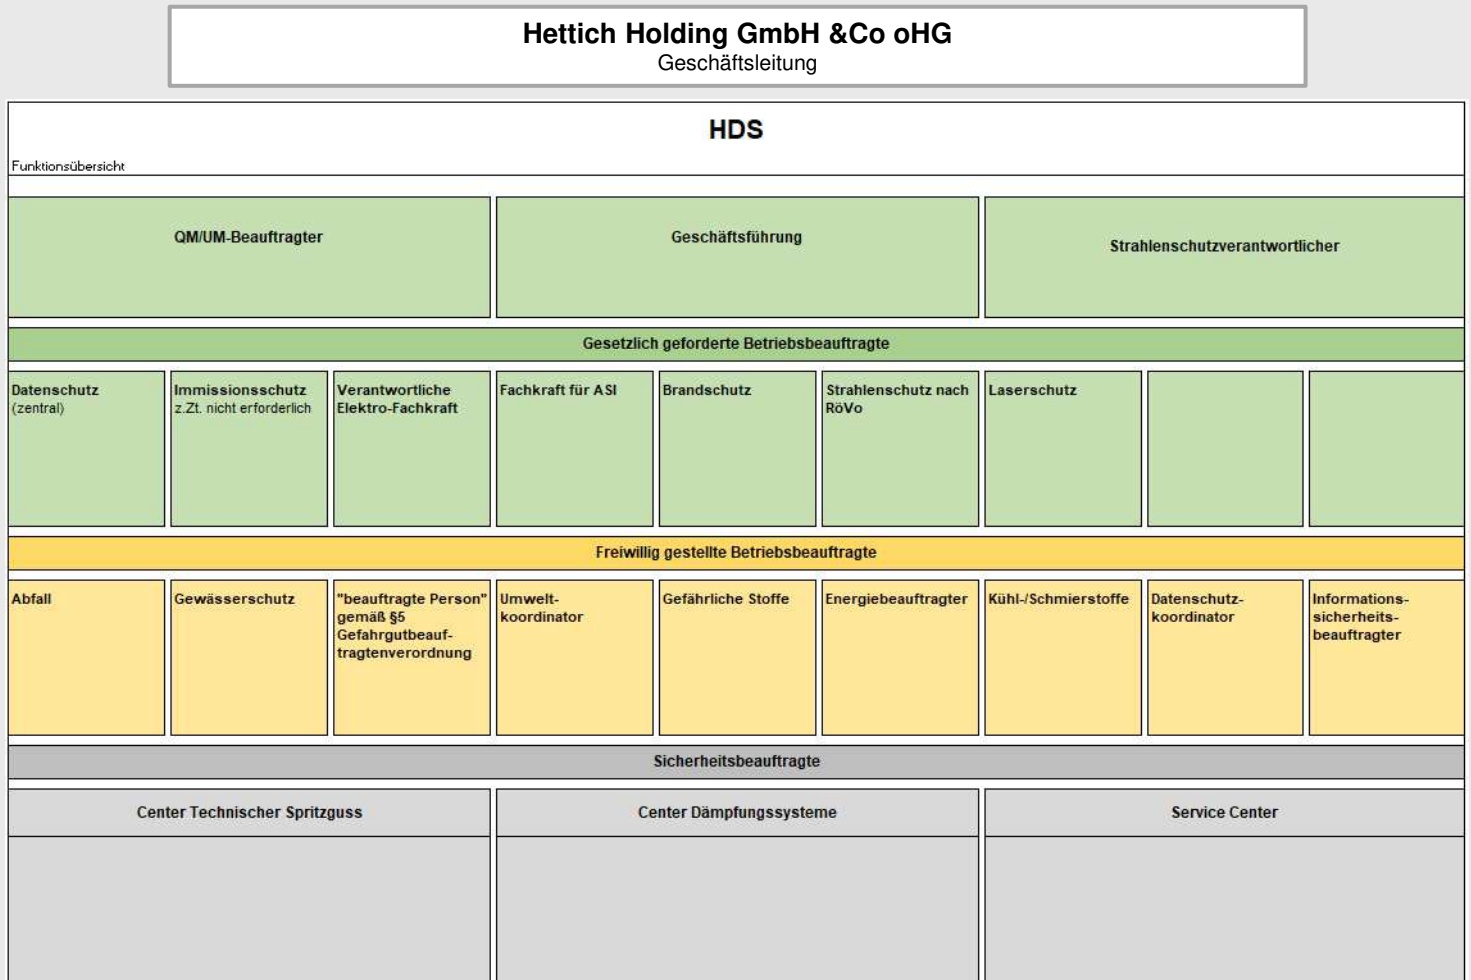 Hettich Holding GmbH &Co oHG
Geschäftsleitung
HDS
Funktionsübersicht
QM/UM-Beauftragter
Geschäftsführung
Strahlenschutzverantwortlicher
Gesetzlich geforderte Betriebsbeauftragte
Datenschutz
(zentral)
Immissionsschutz
z.Zt. nicht erforderlich
Verantwortliche
Elektro-Fachkraft
Fachkraft für ASI
Brandschutz
Strahlenschutz nach
RöVo
Laserschutz
Freiwillig gestellte Betriebsbeauftragte
Abfall
Gewässerschutz
"beauftragte Person"
gemäß §5
Gefahrgutbeauf-
tragtenverordnung
Umwelt-
koordinator
Gefährliche Stoffe
Energiebeauftragter
Kühl-/Schmierstoffe
Datenschutz-
koordinator
Informations-
sicherheits-
beauftragter
Sicherheitsbeauftragte
Center Technischer Spritzguss
Center Dämpfungssysteme
Service Center